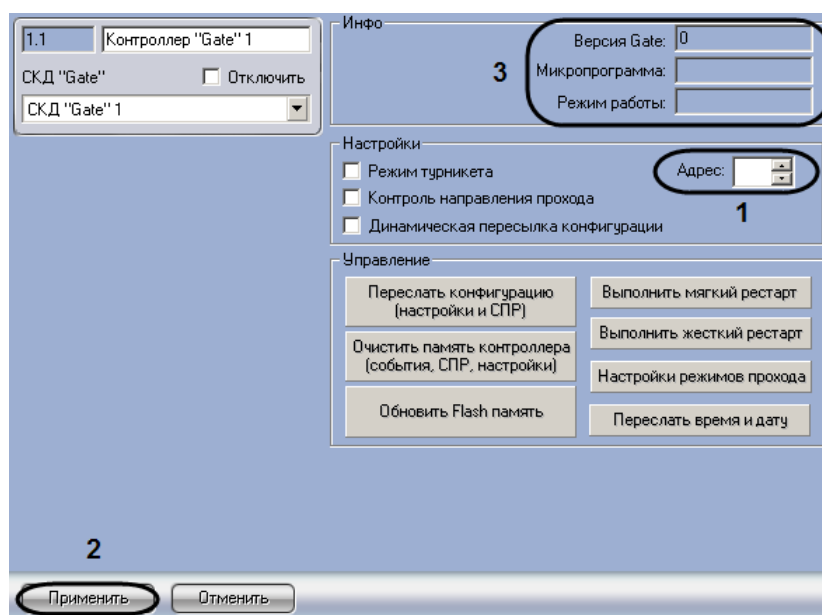 1.1 Контроллер "Gate" 1
СКД "Gate" Отключить
СКД "Gate" 1
Инфо
3
Версия Gate: 0
Микропрограмма:
Режим работы:
Настройки
Режим турникета
Контроль направления прохода
Динамическая пересылка конфигурации
Адрес:
1
Управление
Переслать конфигурацию
(настройки и СПР)
Очистить память контроллера
(события, СПР, настройки)
Обновить Flash память
Выполнить мягкий рестарт
Выполнить жесткий рестарт
Настройки режимов прохода
Переслать время и дату
2
Применить Отменить